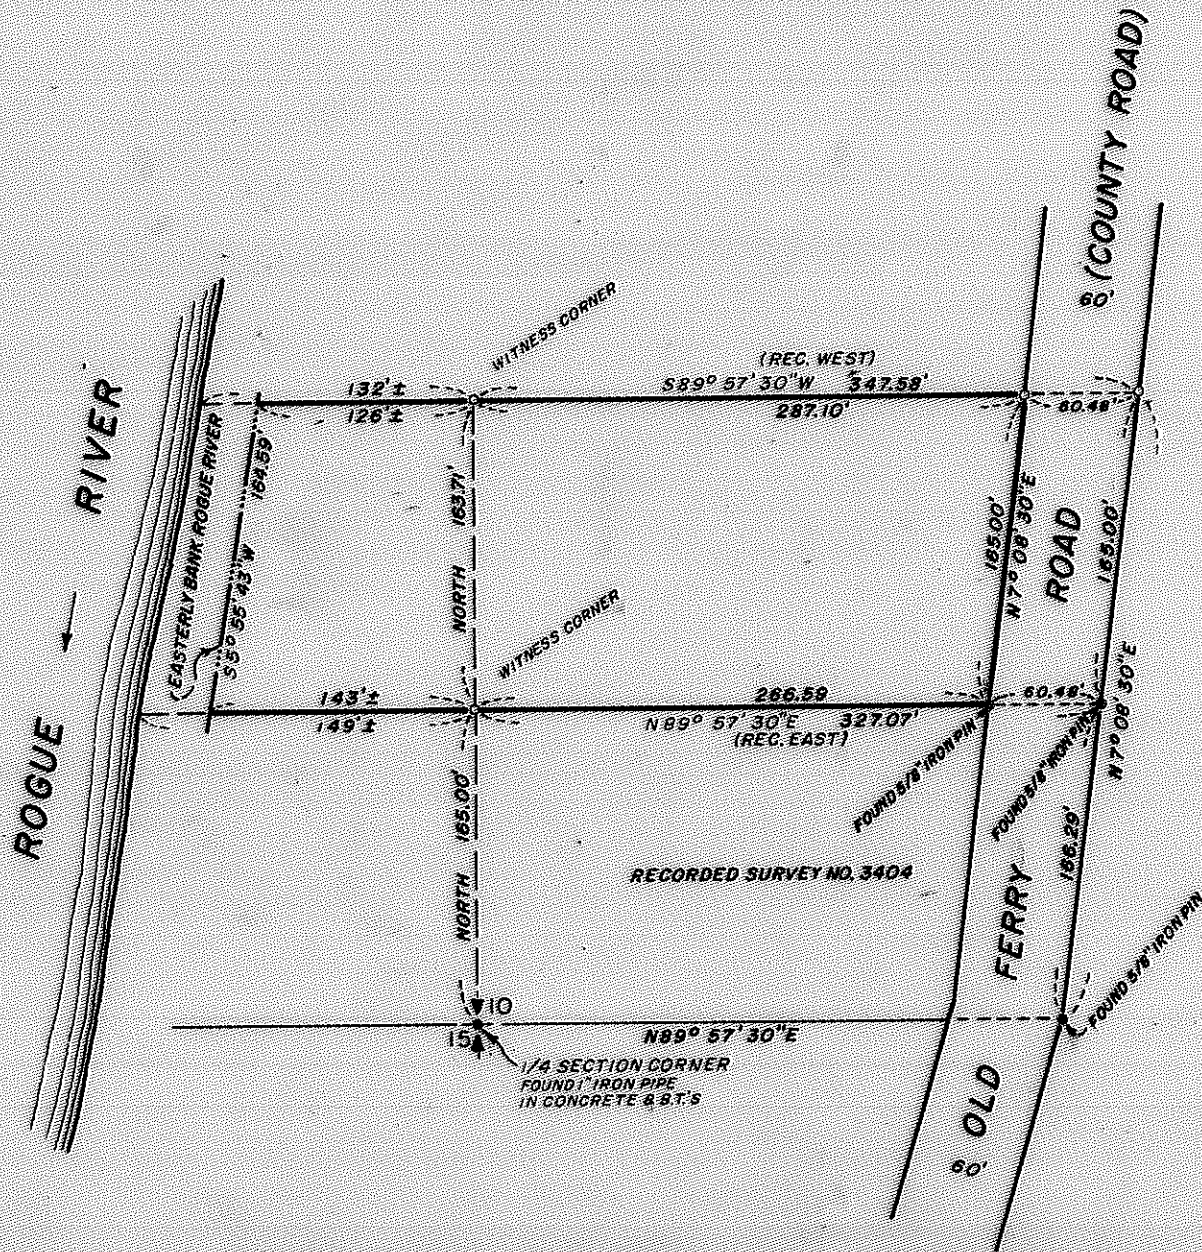 (COUNTY ROAD)
60'
WITNESS CORNER
(REC. WEST)
S89° 57' 30"W 347.58'
287.10'
60.48'
132'±
126'±
RIVER
(EASTERLY BANK ROGUE RIVER
164.59'
S5° 55' 43"W
163.71'
NORTH
165.00'
N7° 08' 30"E
ROAD
165.00'
WITNESS CORNER
143'±
149'±
266.59
N89° 57' 30"E 327.07'
(REC. EAST)
60.48'
N7° 08' 30"E
FOUND 5/8" IRON PIN
FOUND 5/8" IRON PIN
ROGUE
165.00'
NORTH
RECORDED SURVEY NO. 3404
FERRY
166.29'
FOUND 5/8" IRON PIN
10
15
N89° 57' 30"E
1/4 SECTION CORNER
FOUND 1" IRON PIPE
IN CONCRETE & B.T.'S
OLD
60'